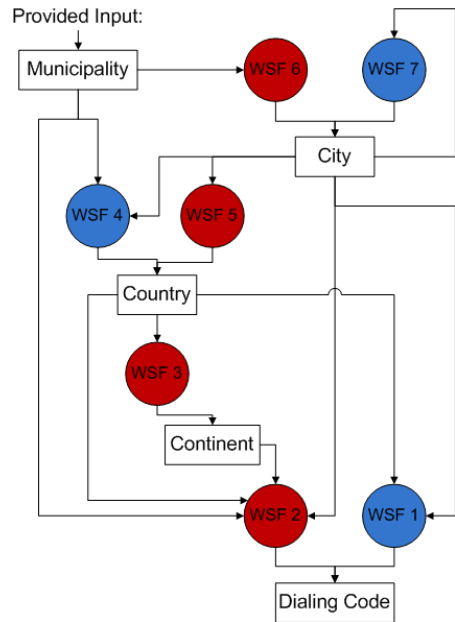 Provided Input:
Municipality
WSF 6
WSF 7
City
WSF 4
WSF 5
Country
WSF 3
Continent
WSF 2
WSF 1
Dialing Code